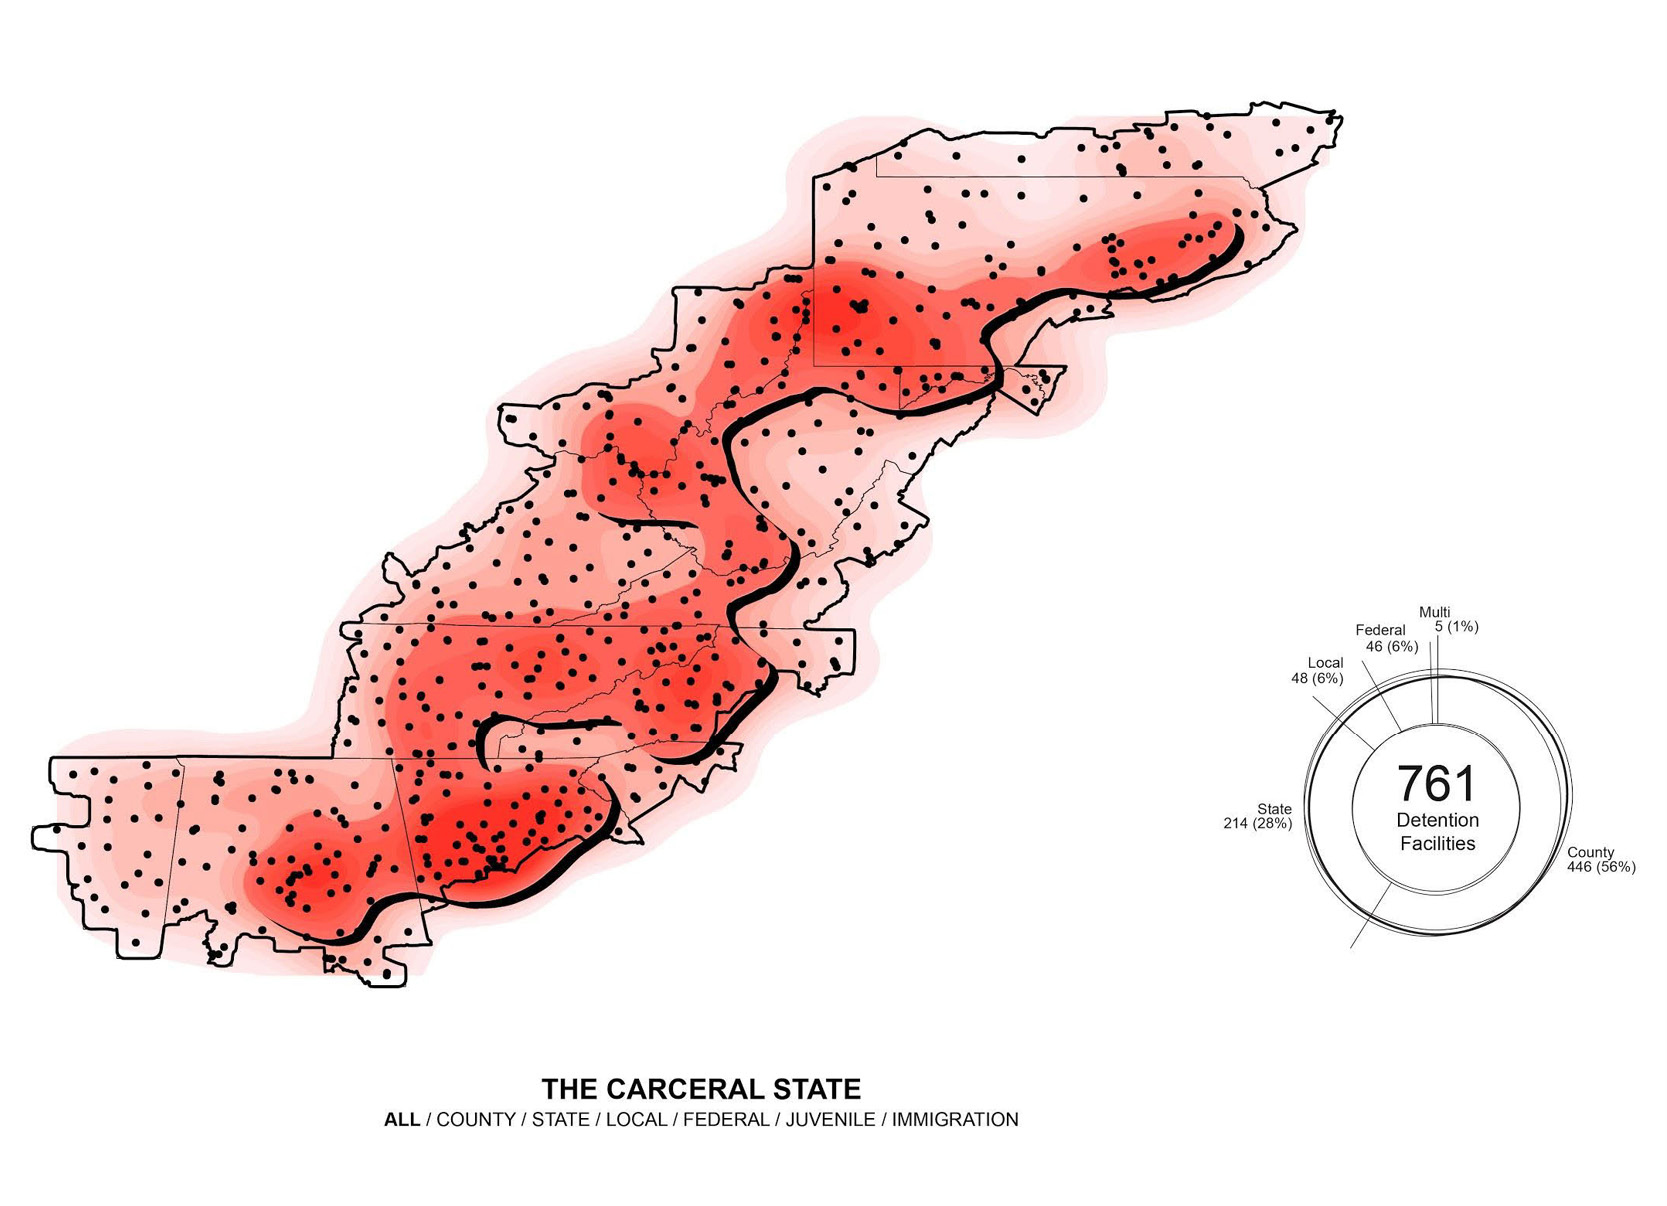 Multi
5 (1%)
Federal
46 (6%)
Local
48 (6%)
761
Detention
Facilities
State
214 (28%)
County
446 (56%)
THE CARCERAL STATE
ALL / COUNTY / STATE / LOCAL / FEDERAL / JUVENILE / IMMIGRATION